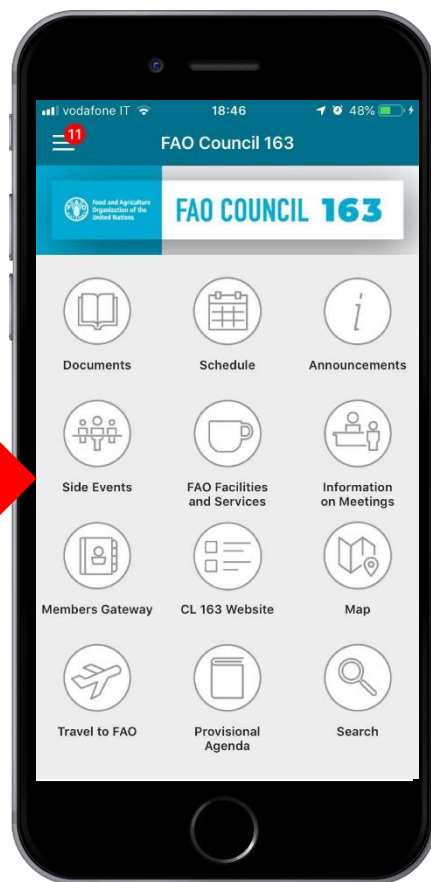 vodafone IT 18:46 48%
11
FAO Council 163
Food and Agriculture
Organization of the
United Nations
FAO COUNCIL 163
Documents Schedule Announcements
i
Side Events FAO Facilities Information
and Services on Meetings
Members Gateway CL 163 Website Map
Travel to FAO Provisional Search
Agenda